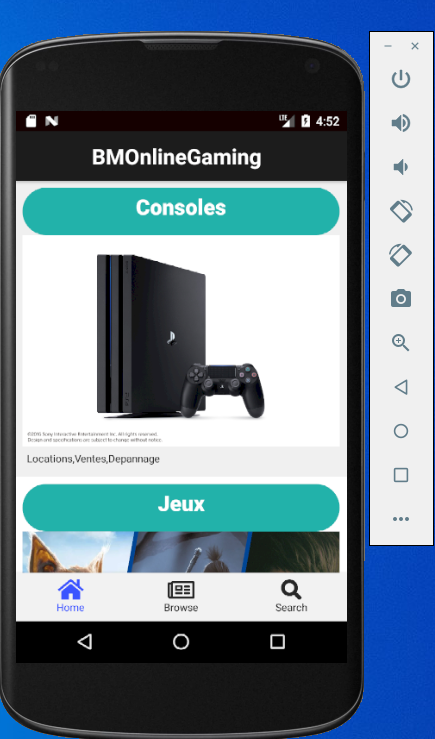 LTE 4:52
BMOnlineGaming
Consoles
©2016 Sony Interactive Entertainment Inc. All rights reserved.
Design and specifications are subject to change without notice.
Locations,Ventes,Depannage
Jeux
Home
Browse
Search